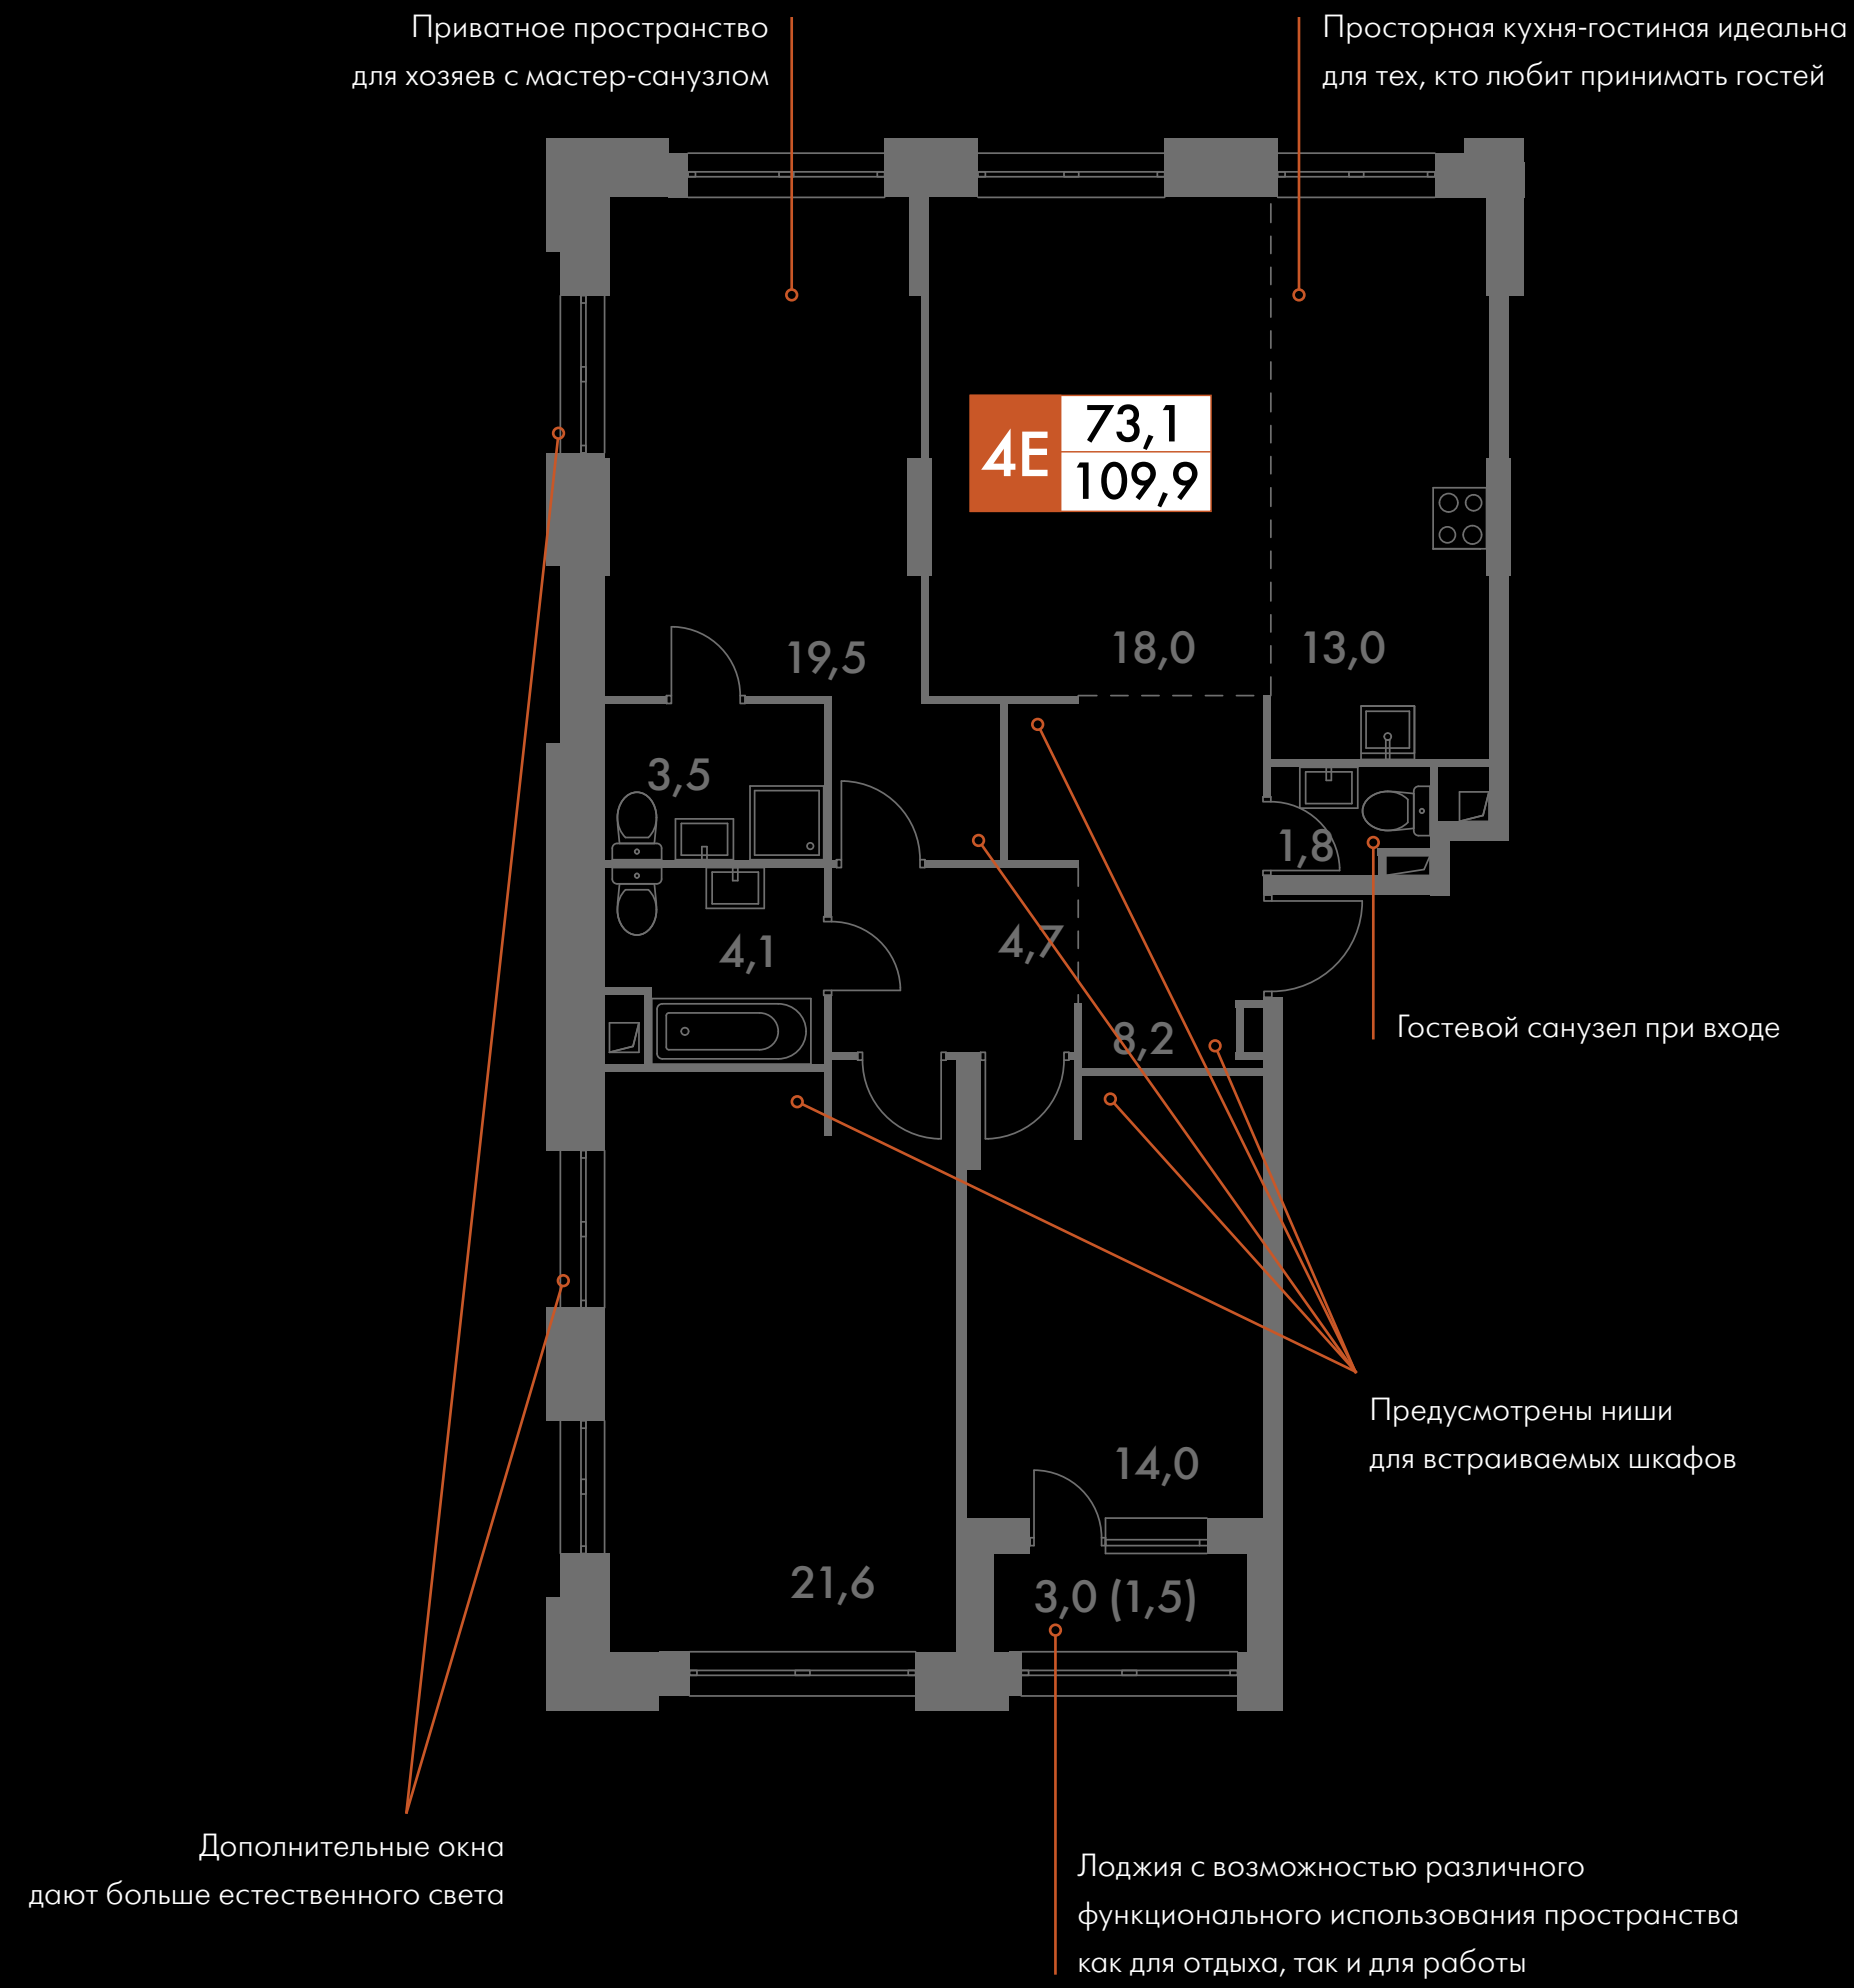 Приватное пространство
для хозяев с мастер-санузлом
Просторная кухня-гостиная идеальна
для тех, кто любит принимать гостей
4Е
73,1
109,9
19,5
18,0
13,0
3,5
1,8
4,1
4,7
8,2
Гостевой санузел при входе
Предусмотрены ниши
для встраиваемых шкафов
14,0
21,6
3,0 (1,5)
Дополнительные окна
дают больше естественного света
Лоджия с возможностью различного
функционального использования пространства
как для отдыха, так и для работы